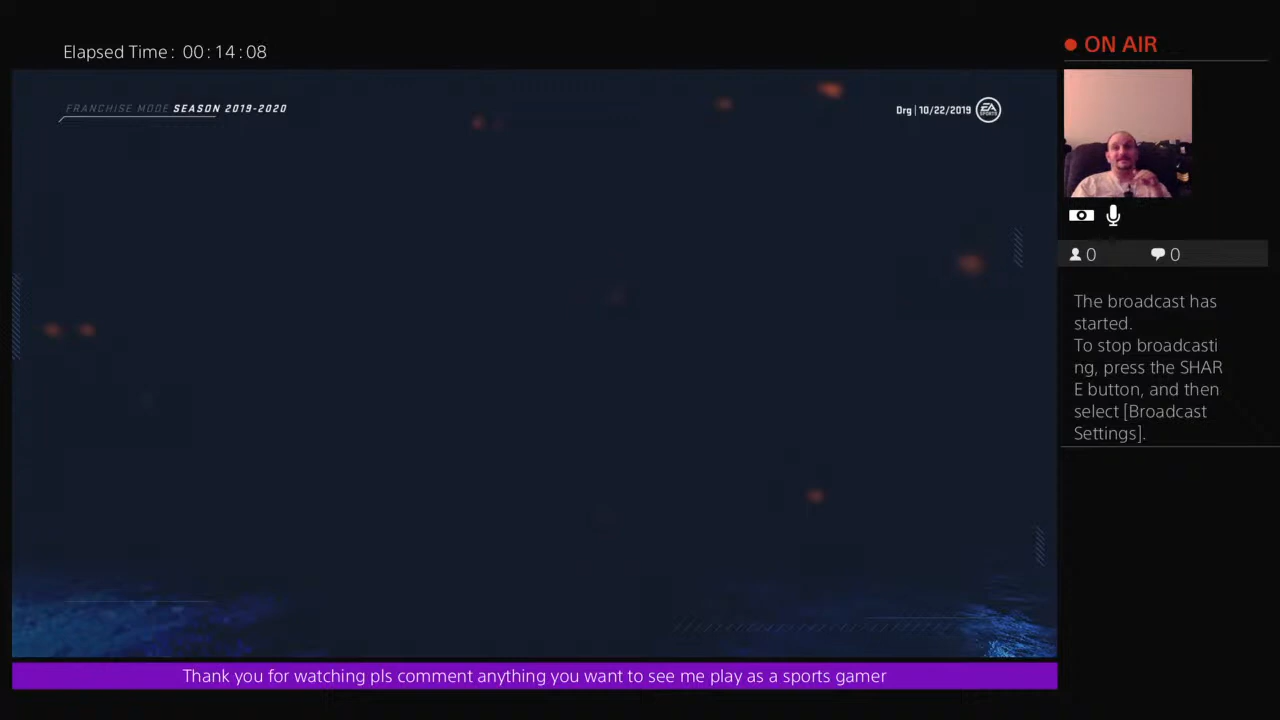 Elapsed Time: 00:14:08
ON AIR
FRANCHISE MODE SEASON 2019-2020
Drg | 10/22/2019 EA SPORTS
0 0
The broadcast has
started.
To stop broadcasti
ng, press the SHAR
E button, and then
select [Broadcast
Settings].
Thank you for watching pls comment anything you want to see me play as a sports gamer